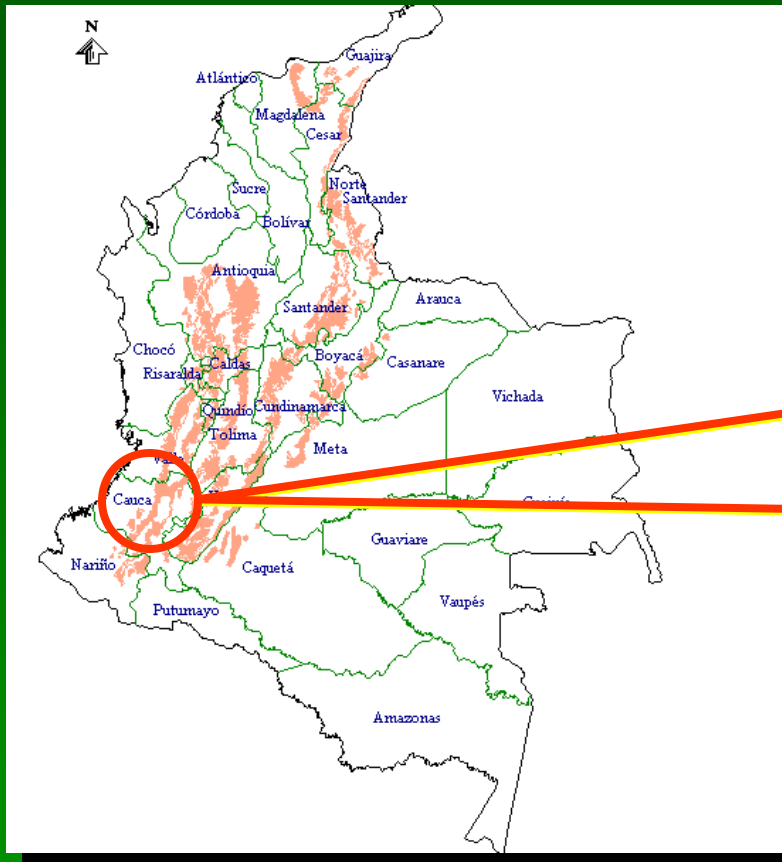 N
Guajira
Atlántico
Magdalena
Cesar
Norte
Santander
Sucre
Córdoba
Bolívar
Antioquia
Santander
Arauca
Chocó
Boyacá
Casanare
Caldas
Risaralda
Vichada
Quindío
Cundinamarca
Tolima
Meta
Cauca
Guaviare
Nariño
Caquetá
Vaupés
Putumayo
Amazonas